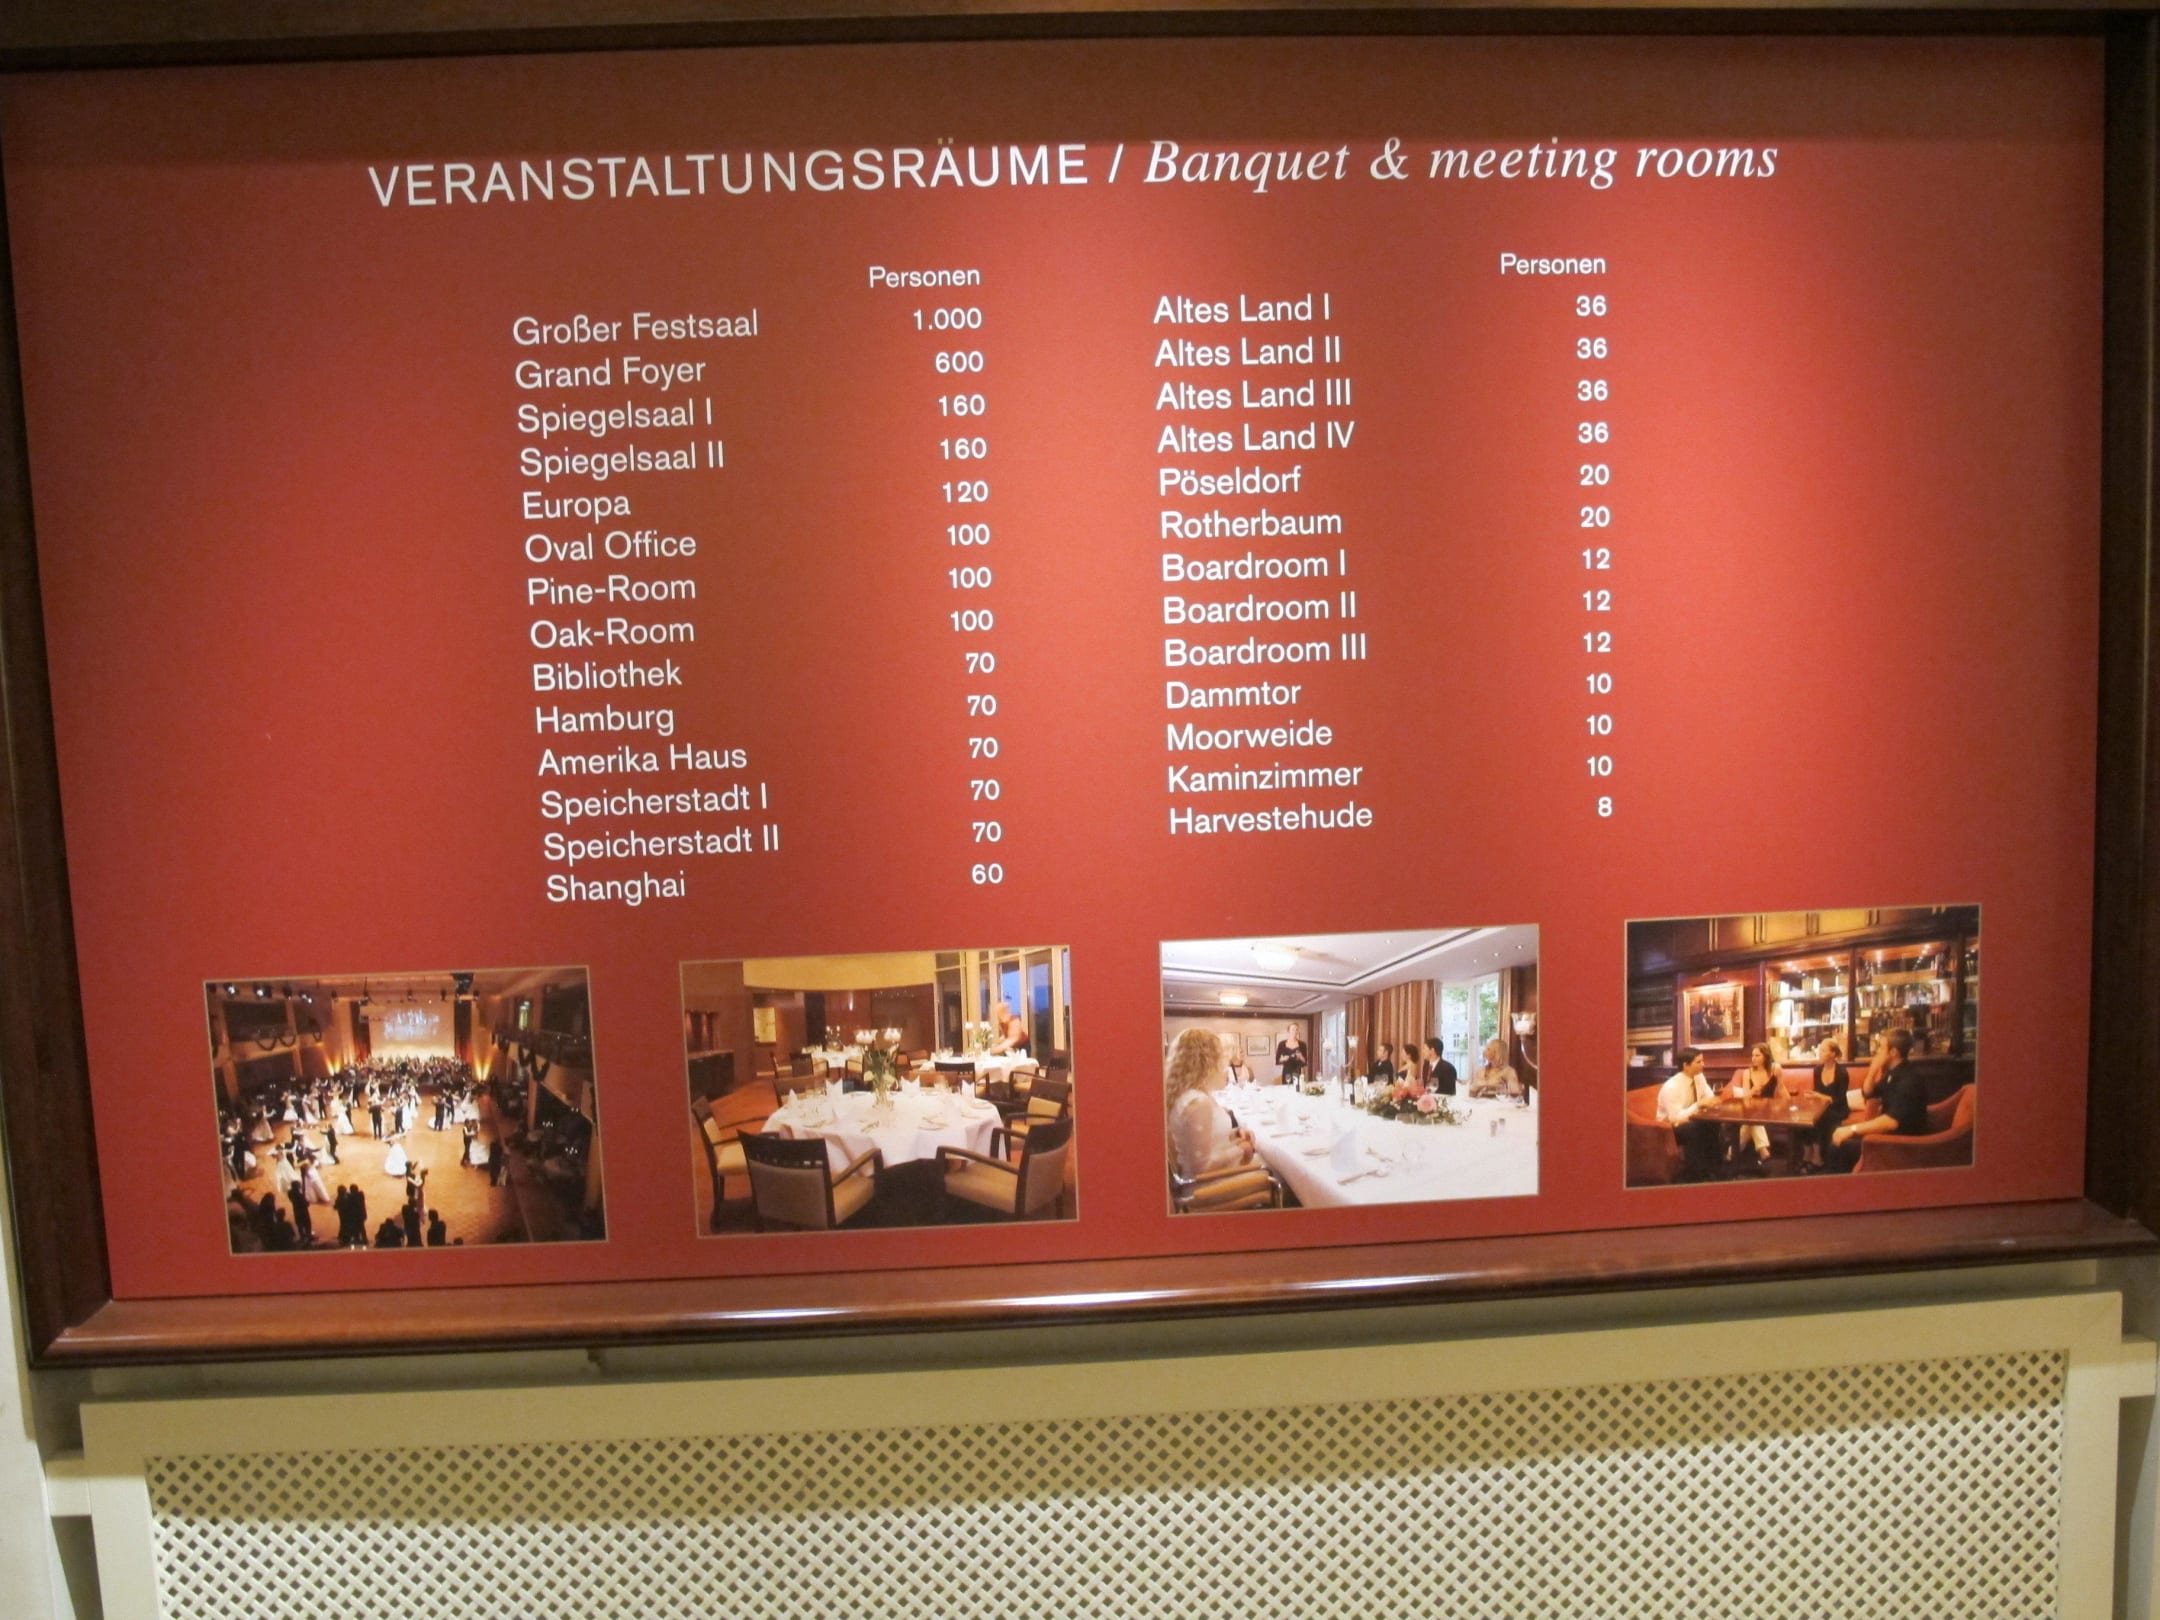 VERANSTALTUNGSRÄUME / Banquet & meeting rooms
Personen
Großer Festsaal 1.000
Grand Foyer 600
Spiegelsaal I 160
Spiegelsaal II 160
Europa 120
Oval Office 100
Pine-Room 100
Oak-Room 100
Bibliothek 70
Hamburg 70
Amerika Haus 70
Speicherstadt I 70
Speicherstadt II 70
Shanghai 60
Personen
Altes Land I 36
Altes Land II 36
Altes Land III 36
Altes Land IV 36
Pöseldorf 20
Rotherbaum 20
Boardroom I 12
Boardroom II 12
Boardroom III 12
Dammtor 10
Moorweide 10
Kaminzimmer 10
Harvestehude 8